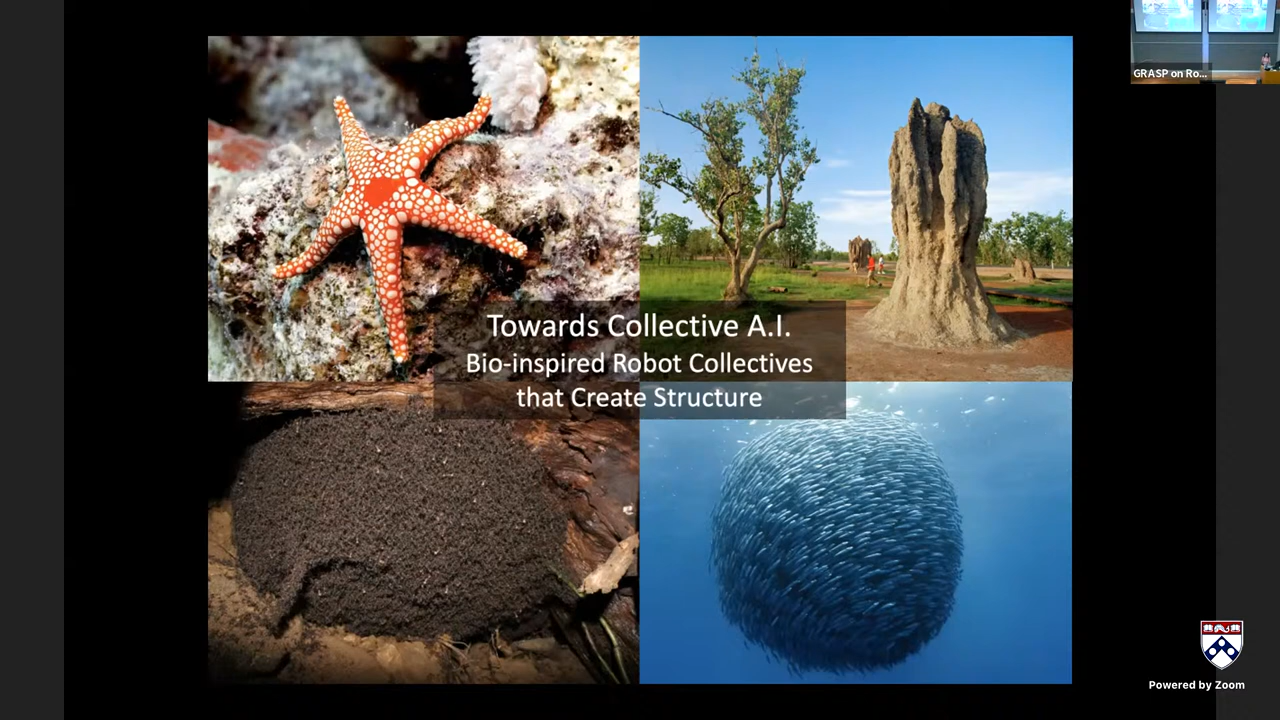 GRASP on Ro...
Towards Collective A.I.
Bio-inspired Robot Collectives
that Create Structure
Powered by Zoom